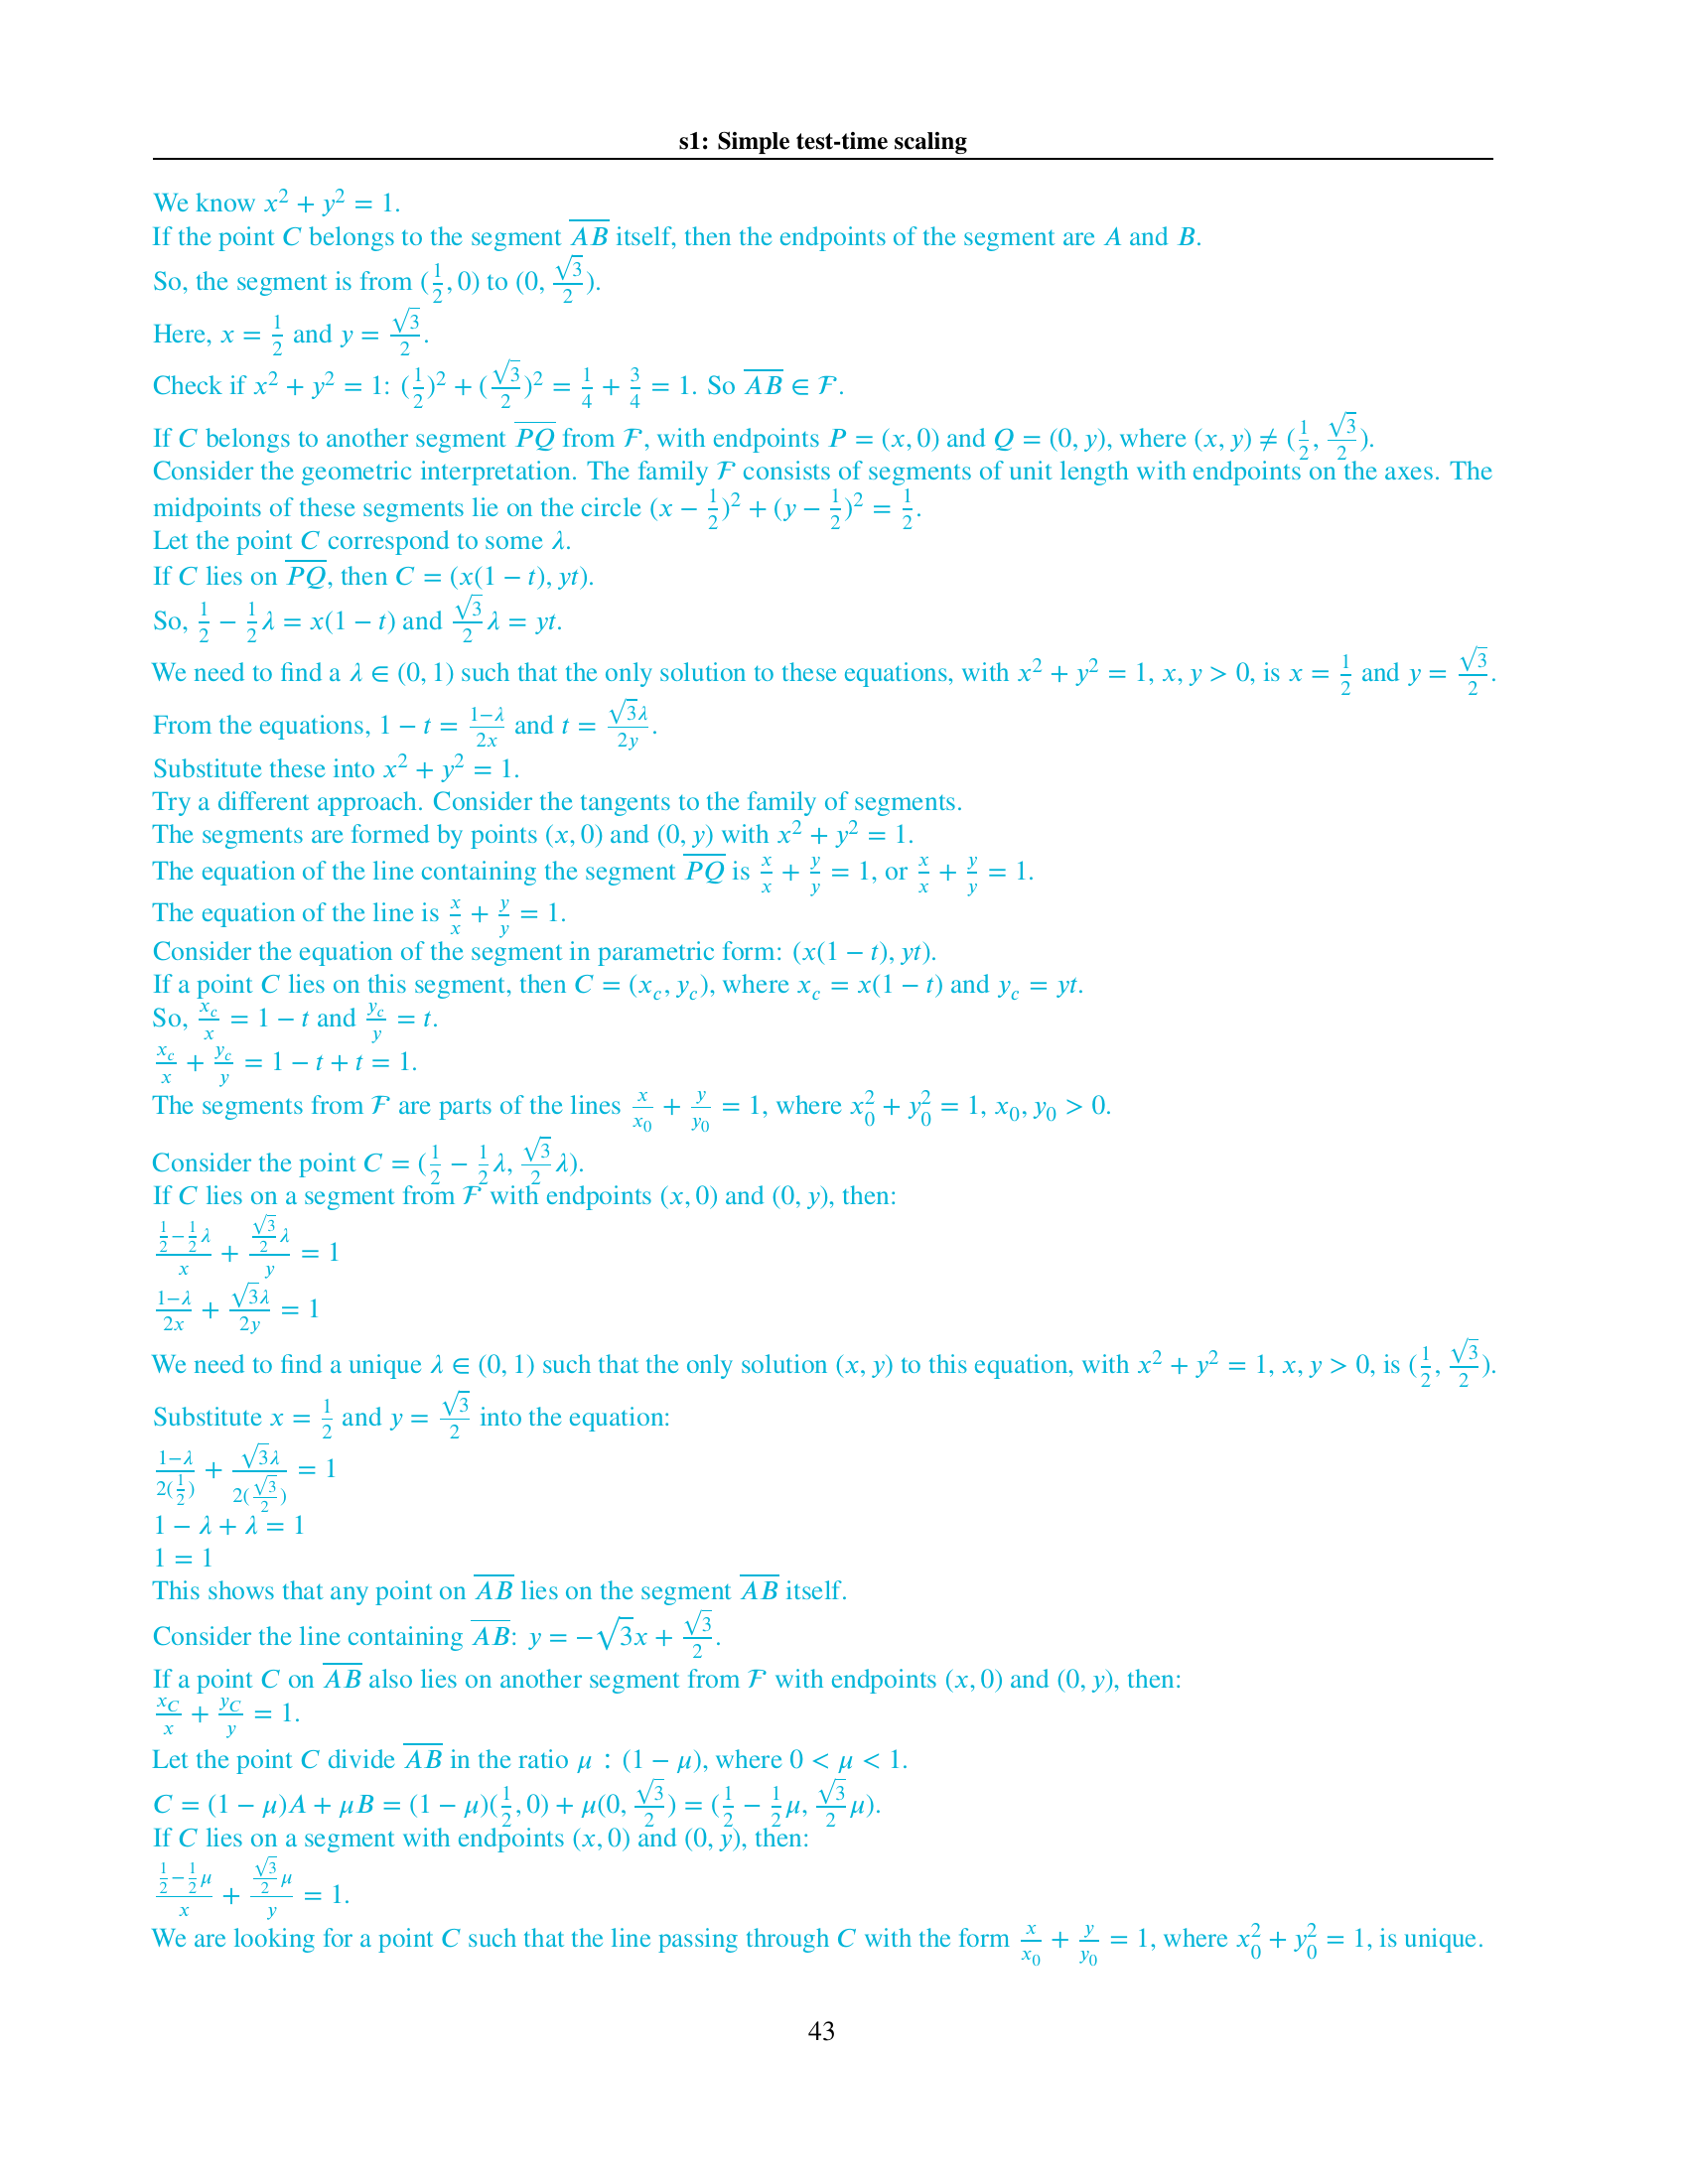 s1: Simple test-time scaling
We know $x^2 + y^2 = 1$.
If the point $C$ belongs to the segment $\overline{AB}$ itself, then the endpoints of the segment are $A$ and $B$.
So, the segment is from $(\frac{1}{2}, 0)$ to $(0, \frac{\sqrt{3}}{2})$.
Here, $x = \frac{1}{2}$ and $y = \frac{\sqrt{3}}{2}$.
Check if $x^2 + y^2 = 1$: $(\frac{1}{2})^2 + (\frac{\sqrt{3}}{2})^2 = \frac{1}{4} + \frac{3}{4} = 1$. So $\overline{AB} \in \mathcal{F}$.
If $C$ belongs to another segment $\overline{PQ}$ from $\mathcal{F}$, with endpoints $P = (x, 0)$ and $Q = (0, y)$, where $(x, y) \neq (\frac{1}{2}, \frac{\sqrt{3}}{2})$.
Consider the geometric interpretation. The family $\mathcal{F}$ consists of segments of unit length with endpoints on the axes. The
midpoints of these segments lie on the circle $(x - \frac{1}{2})^2 + (y - \frac{1}{2})^2 = \frac{1}{2}$.
Let the point $C$ correspond to some $\lambda$.
If $C$ lies on $\overline{PQ}$, then $C = (x(1 - t), yt)$.
So, $\frac{1}{2} - \frac{1}{2}\lambda = x(1 - t)$ and $\frac{\sqrt{3}}{2}\lambda = yt$.
We need to find a $\lambda \in (0, 1)$ such that the only solution to these equations, with $x^2 + y^2 = 1$, $x, y > 0$, is $x = \frac{1}{2}$ and $y = \frac{\sqrt{3}}{2}$.
From the equations, $1 - t = \frac{1-\lambda}{2x}$ and $t = \frac{\sqrt{3}\lambda}{2y}$.
Substitute these into $x^2 + y^2 = 1$.
Try a different approach. Consider the tangents to the family of segments.
The segments are formed by points $(x, 0)$ and $(0, y)$ with $x^2 + y^2 = 1$.
The equation of the line containing the segment $\overline{PQ}$ is $\frac{x}{x} + \frac{y}{y} = 1$, or $\frac{x}{x} + \frac{y}{y} = 1$.
The equation of the line is $\frac{x}{x} + \frac{y}{y} = 1$.
Consider the equation of the segment in parametric form: $(x(1 - t), yt)$.
If a point $C$ lies on this segment, then $C = (x_c, y_c)$, where $x_c = x(1 - t)$ and $y_c = yt$.
So, $\frac{x_c}{x} = 1 - t$ and $\frac{y_c}{y} = t$.
$\frac{x_c}{x} + \frac{y_c}{y} = 1 - t + t = 1$.
The segments from $\mathcal{F}$ are parts of the lines $\frac{x}{x_0} + \frac{y}{y_0} = 1$, where $x_0^2 + y_0^2 = 1$, $x_0, y_0 > 0$.
Consider the point $C = (\frac{1}{2} - \frac{1}{2}\lambda, \frac{\sqrt{3}}{2}\lambda)$.
If $C$ lies on a segment from $\mathcal{F}$ with endpoints $(x, 0)$ and $(0, y)$, then:
$\frac{\frac{1}{2} - \frac{1}{2}\lambda}{x} + \frac{\frac{\sqrt{3}}{2}\lambda}{y} = 1$
$\frac{1-\lambda}{2x} + \frac{\sqrt{3}\lambda}{2y} = 1$
We need to find a unique $\lambda \in (0, 1)$ such that the only solution $(x, y)$ to this equation, with $x^2 + y^2 = 1$, $x, y > 0$, is $(\frac{1}{2}, \frac{\sqrt{3}}{2})$.
Substitute $x = \frac{1}{2}$ and $y = \frac{\sqrt{3}}{2}$ into the equation:
$\frac{1-\lambda}{2(\frac{1}{2})} + \frac{\sqrt{3}\lambda}{2(\frac{\sqrt{3}}{2})} = 1$
$1 - \lambda + \lambda = 1$
$1 = 1$
This shows that any point on $\overline{AB}$ lies on the segment $\overline{AB}$ itself.
Consider the line containing $\overline{AB}$: $y = -\sqrt{3}x + \frac{\sqrt{3}}{2}$.
If a point $C$ on $\overline{AB}$ also lies on another segment from $\mathcal{F}$ with endpoints $(x, 0)$ and $(0, y)$, then:
$\frac{x_C}{x} + \frac{y_C}{y} = 1$.
Let the point $C$ divide $\overline{AB}$ in the ratio $\mu : (1 - \mu)$, where $0 < \mu < 1$.
$C = (1 - \mu)A + \mu B = (1 - \mu)(\frac{1}{2}, 0) + \mu(0, \frac{\sqrt{3}}{2}) = (\frac{1}{2} - \frac{1}{2}\mu, \frac{\sqrt{3}}{2}\mu)$.
If $C$ lies on a segment with endpoints $(x, 0)$ and $(0, y)$, then:
$\frac{\frac{1}{2} - \frac{1}{2}\mu}{x} + \frac{\frac{\sqrt{3}}{2}\mu}{y} = 1$.
We are looking for a point $C$ such that the line passing through $C$ with the form $\frac{x}{x_0} + \frac{y}{y_0} = 1$, where $x_0^2 + y_0^2 = 1$, is unique.
43